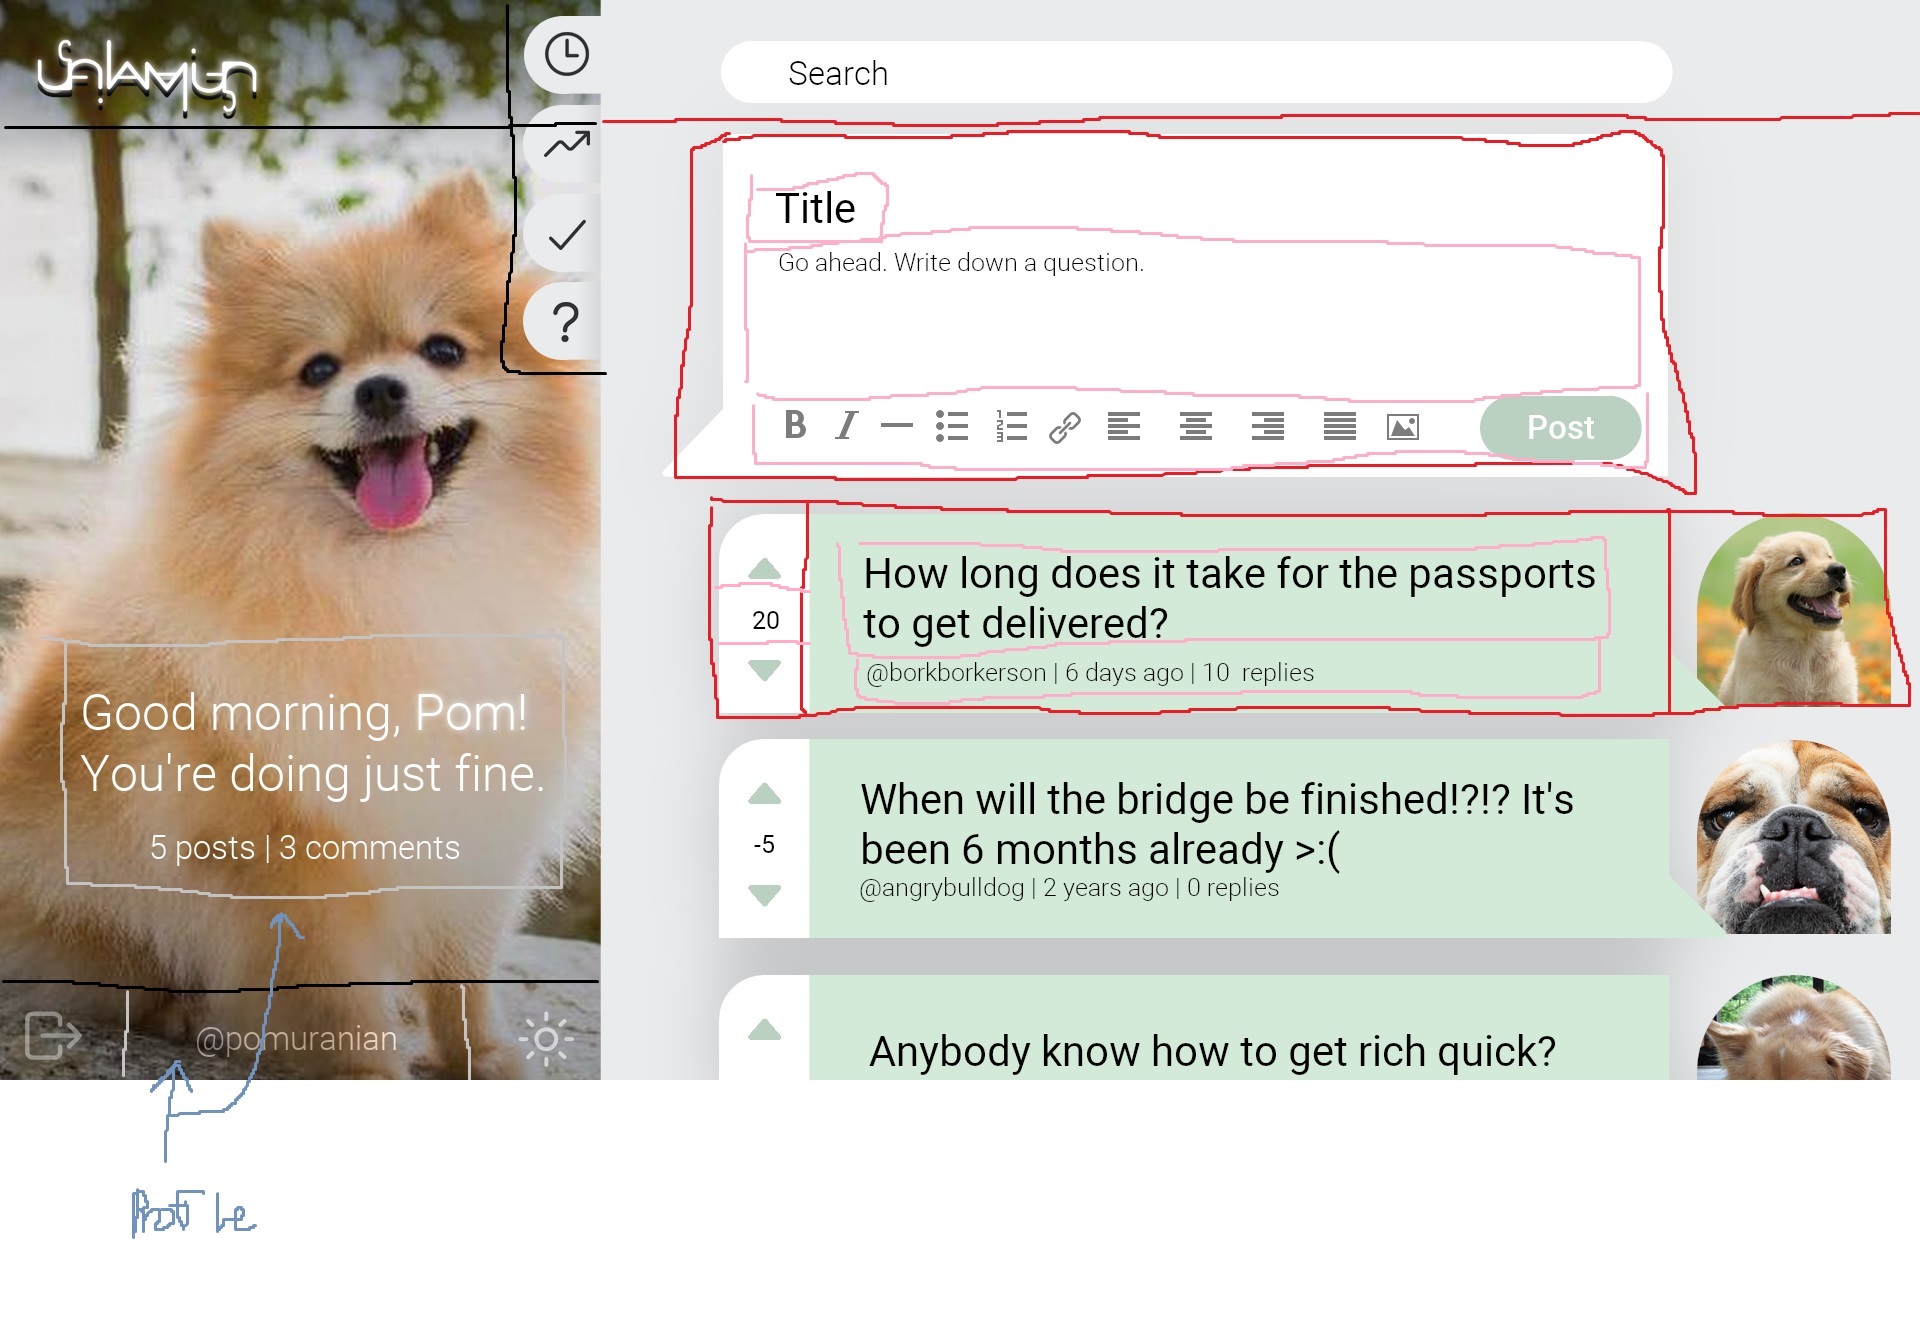 Search
Title
Go ahead. Write down a question.
B I
Post
20
How long does it take for the passports
to get delivered?
@borkborkerson | 6 days ago | 10 replies
-5
When will the bridge be finished!?!? It's
been 6 months already >:(
@angrybulldog | 2 years ago | 0 replies
Anybody know how to get rich quick?
?
Good morning, Pom!
You're doing just fine.
5 posts | 3 comments
@pomuranian